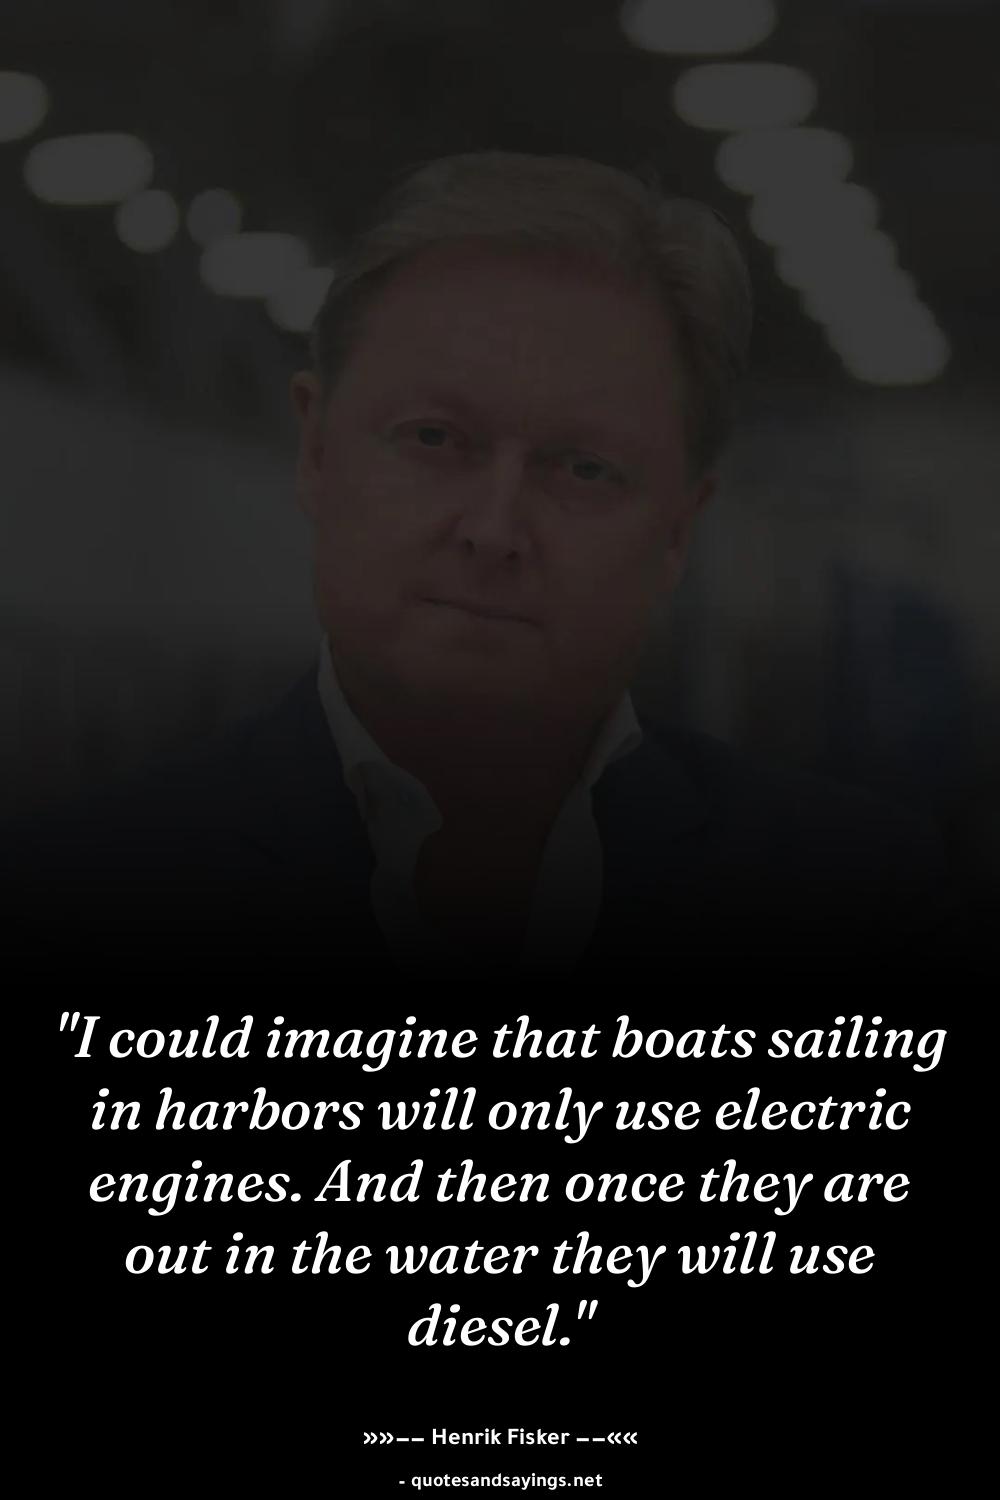 "I could imagine that boats sailing
in harbors will only use electric
engines. And then once they are
out in the water they will use
diesel."
»»−− Henrik Fisker −−««
- quotesandsayings.net